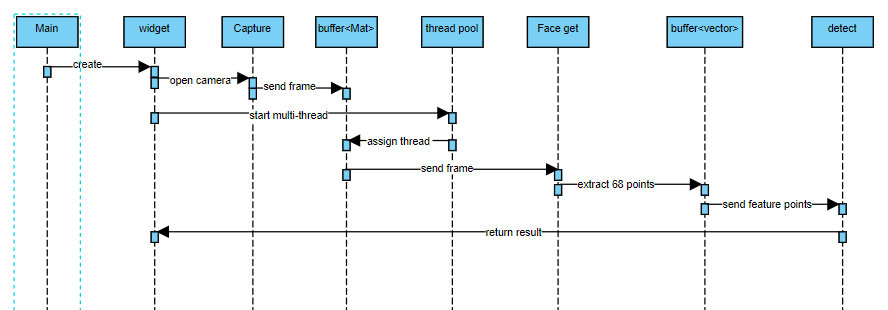 Main
widget
Capture
buffer<Mat>
thread pool
Face get
buffer<vector>
detect
create
open camera
send frame
start multi-thread
assign thread
send frame
extract 68 points
send feature points
return result